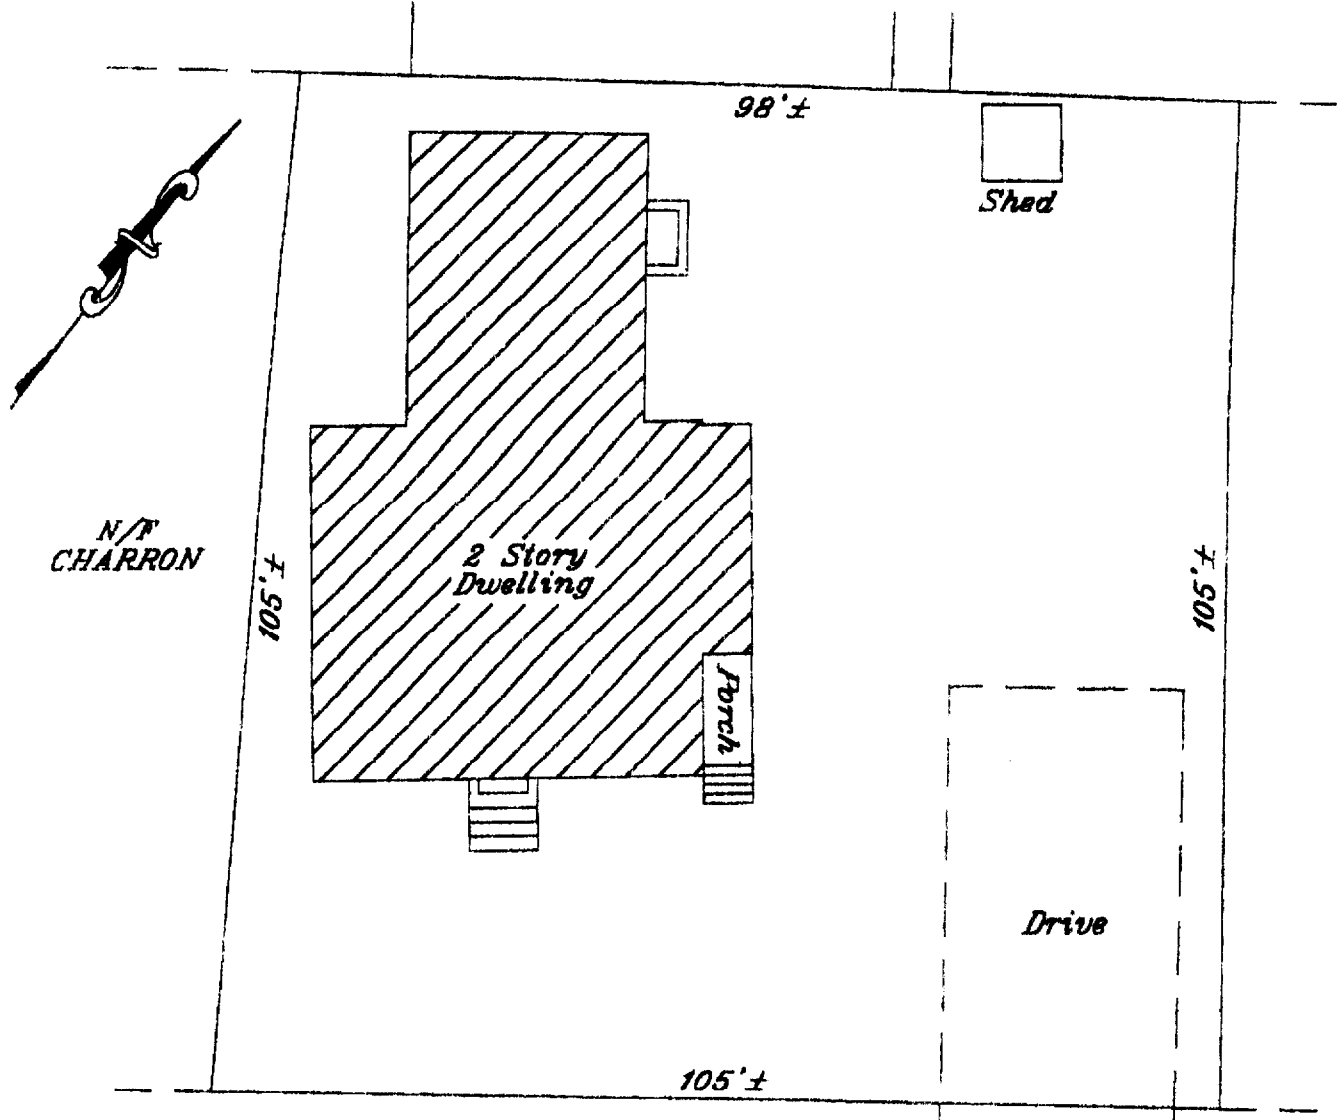 98'±
Shed
N/F
CHARRON
105'±
2 Story
Dwelling
105'±
Porch
Drive
105'±